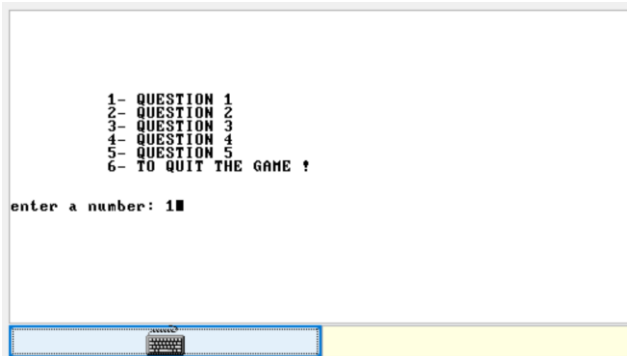 1- QUESTION 1
2- QUESTION 2
3- QUESTION 3
4- QUESTION 4
5- QUESTION 5
6- TO QUIT THE GAME !
enter a number: 1